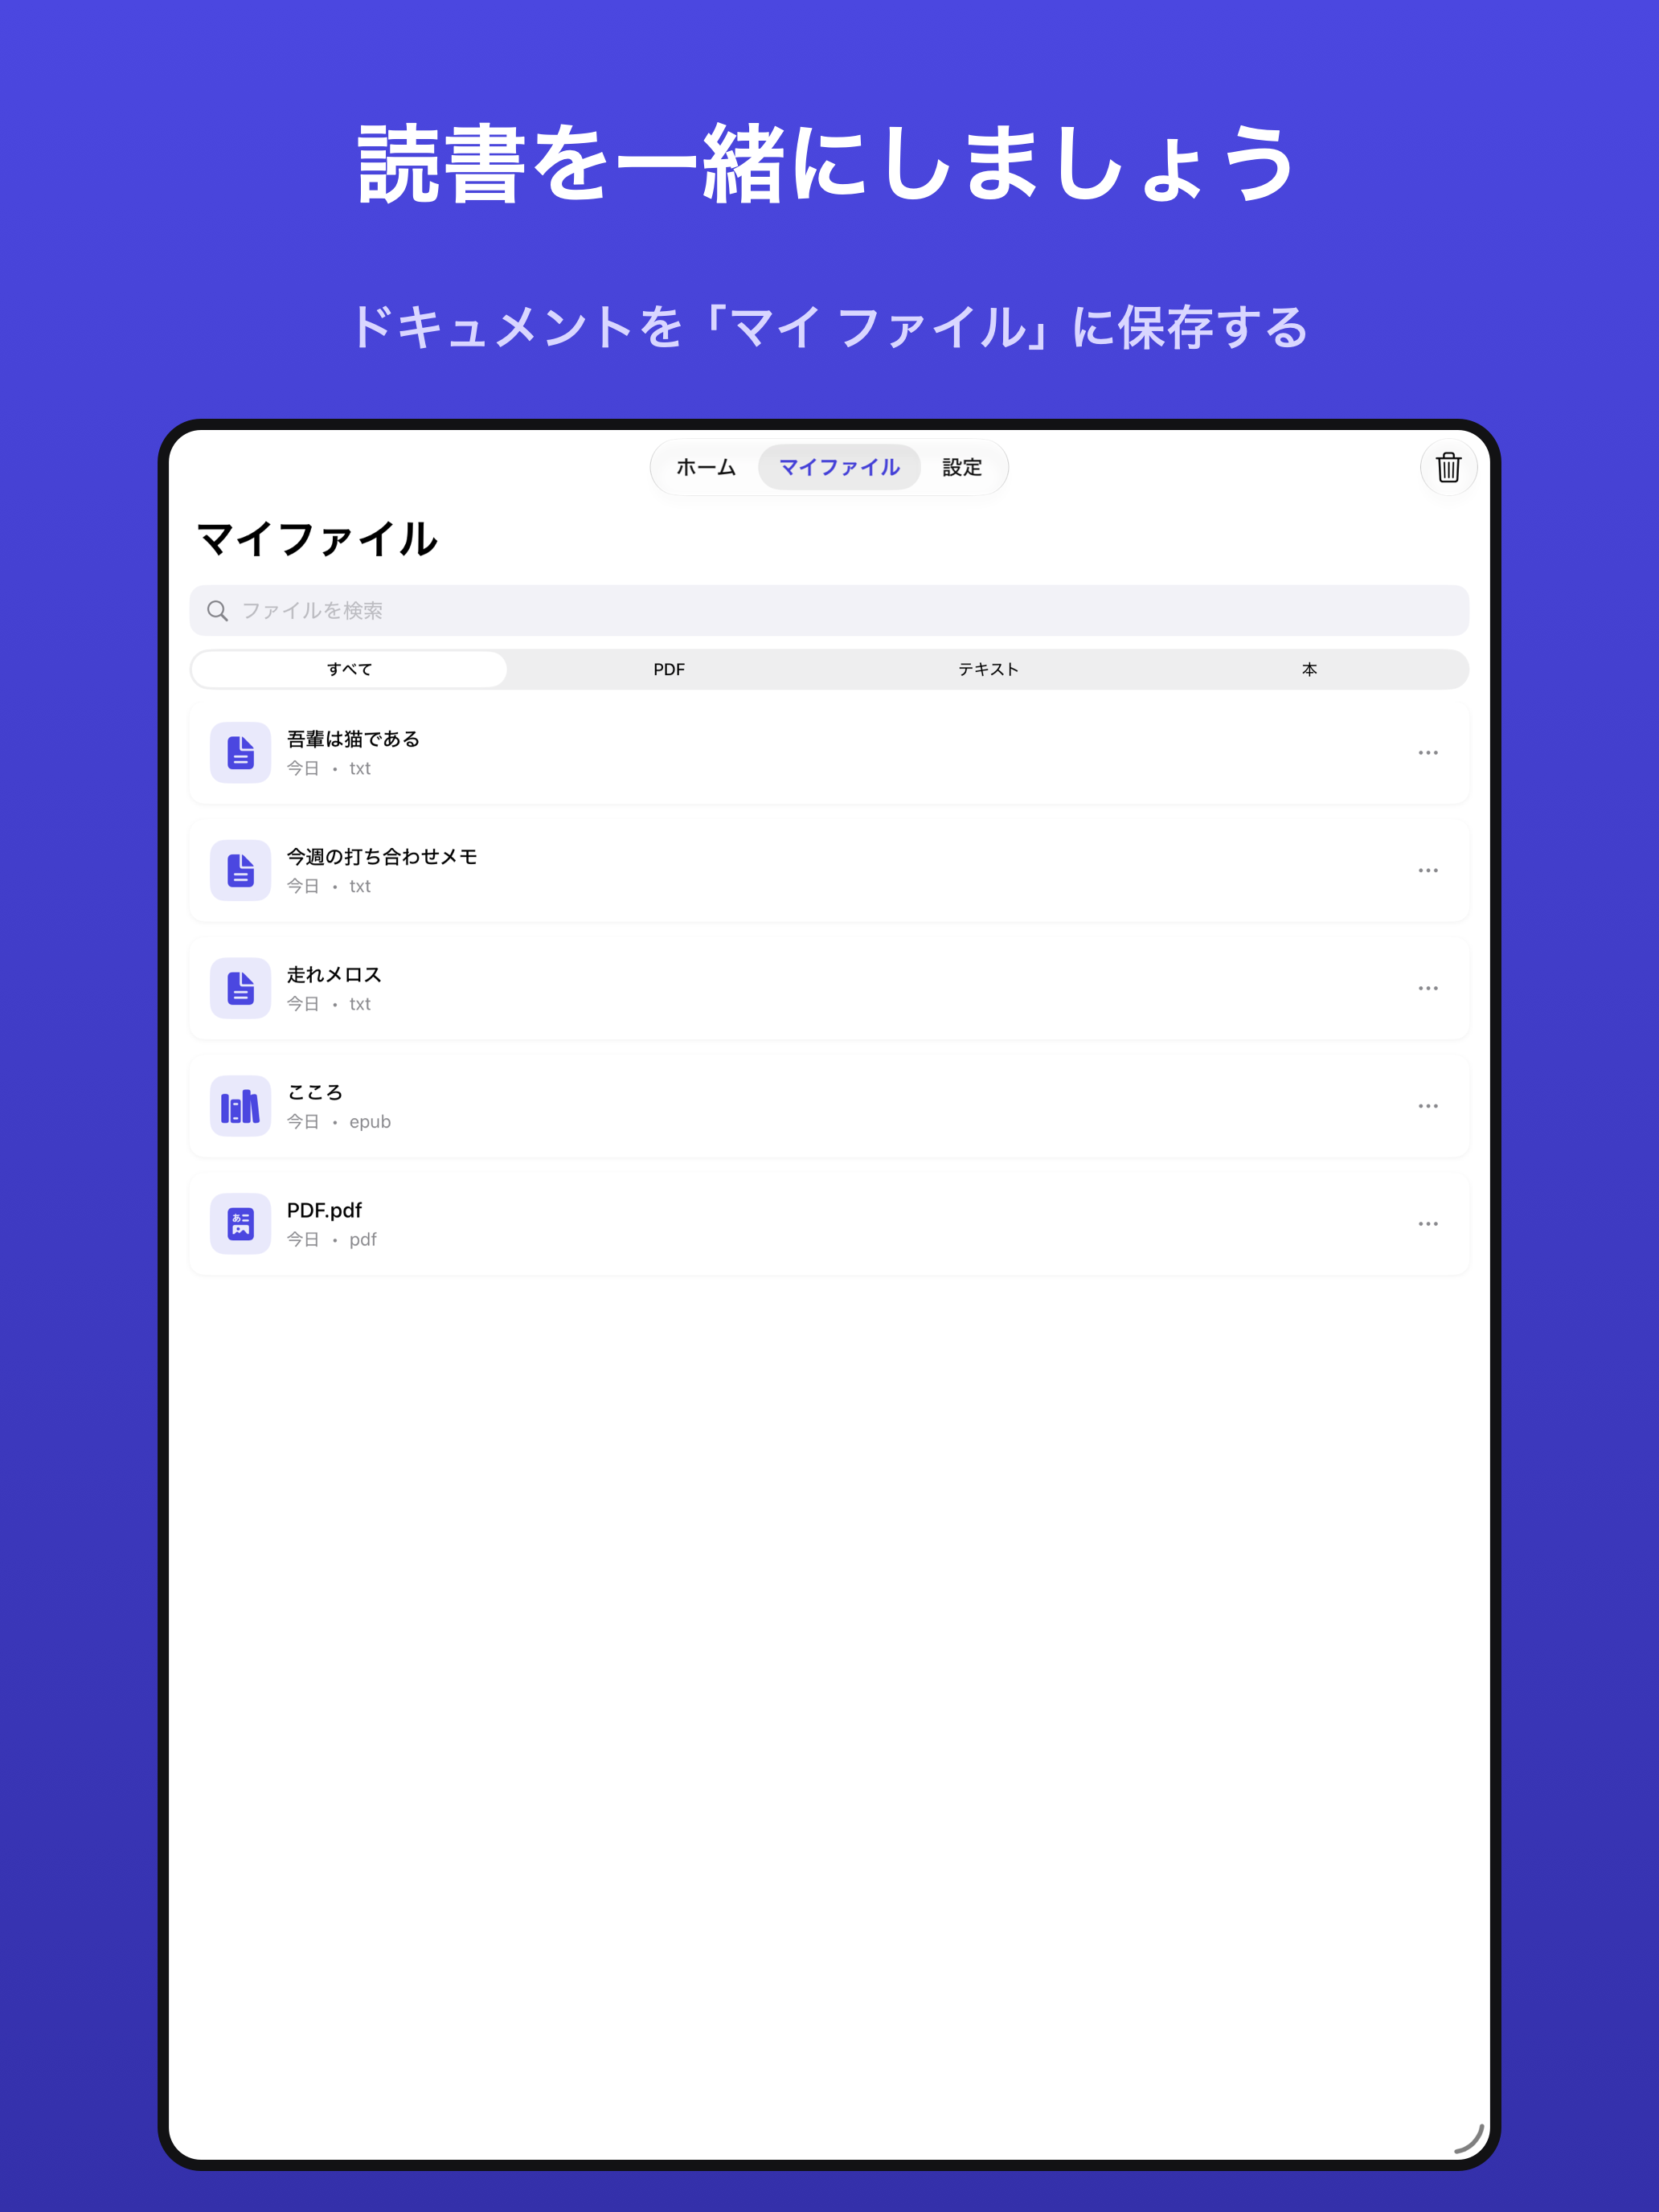 読書を一緒にしましょう
ドキュメントを「マイ ファイル」に保存する
ホーム マイファイル 設定
マイファイル
ファイルを検索
すべて PDF テキスト 本
吾輩は猫である
今日 • txt
今週の打ち合わせメモ
今日 • txt
走れメロス
今日 • txt
こころ
今日 • epub
あ
PDF.pdf
今日 • pdf